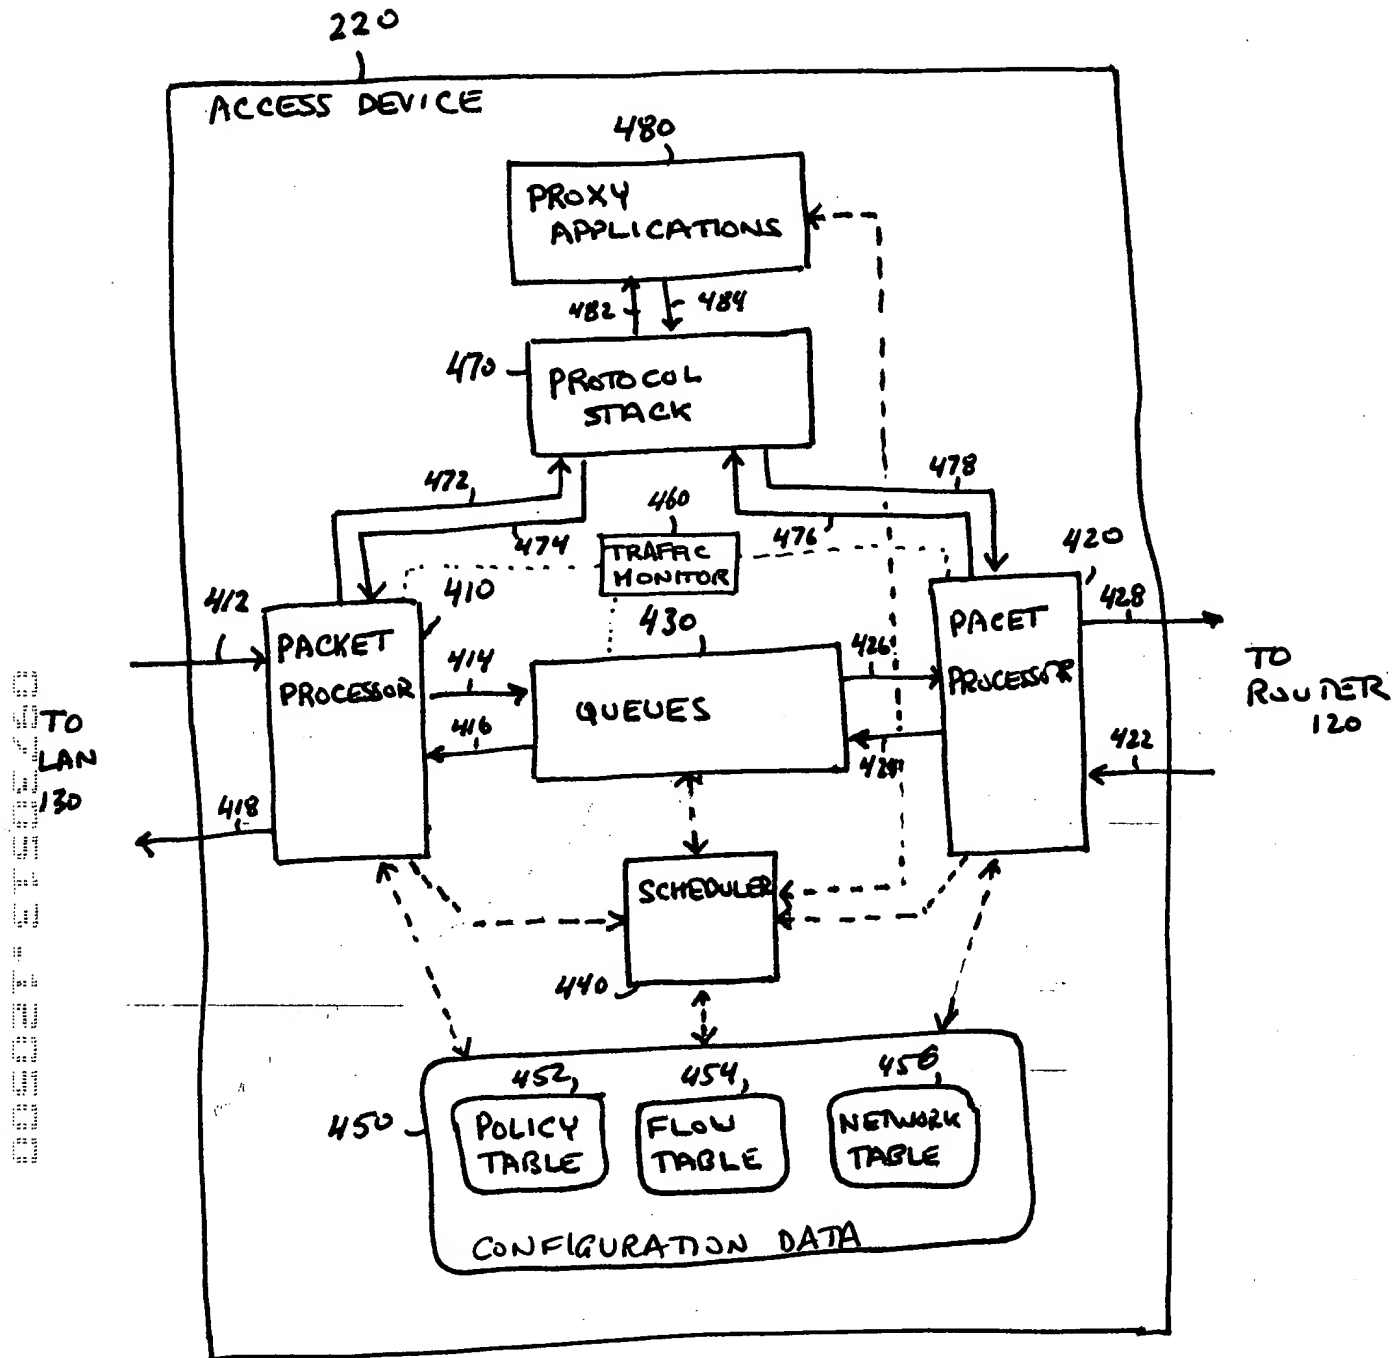 220
ACCESS DEVICE
480
PROXY
APPLICATIONS
482
484
470
PROTOCOL
STACK
472
474
460
TRAFFIC
MONITOR
478
476
420
412
410
PACKET
PROCESSOR
414
416
430
QUEUES
426
424
PACET
PROCESSOR
428
TO
ROUTER
120
422
TO
LAN
130
418
SCHEDULER
440
450
452
POLICY
TABLE
454
FLOW
TABLE
456
NETWORK
TABLE
CONFIGURATION DATA